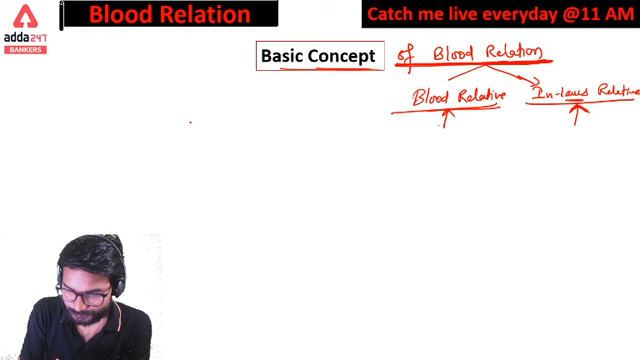 Blood Relation
Catch me live everyday @11 AM
adda247
BANKERS
Basic Concept of Blood Relation
Blood Relative
In-laws Relative